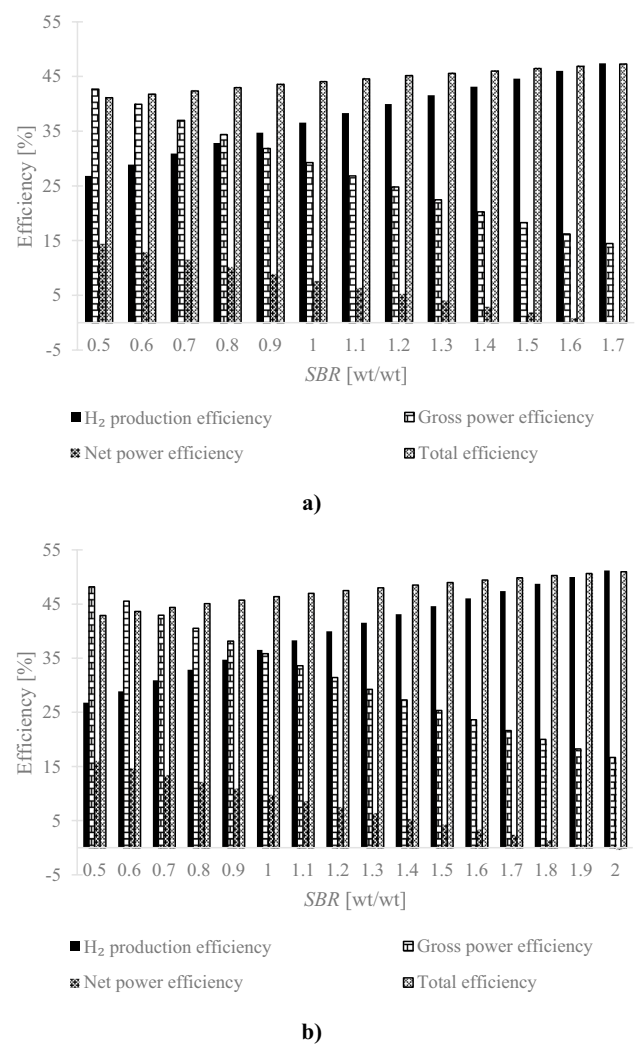 55
45
35
25
15
5
-5
Efficiency [%]
0.5 0.6 0.7 0.8 0.9 1 1.1 1.2 1.3 1.4 1.5 1.6 1.7
SBR [wt/wt]
H₂ production efficiency Gross power efficiency
Net power efficiency Total efficiency
a)
55
45
35
25
15
5
-5
Efficiency [%]
0.5 0.6 0.7 0.8 0.9 1 1.1 1.2 1.3 1.4 1.5 1.6 1.7 1.8 1.9 2
SBR [wt/wt]
H₂ production efficiency Gross power efficiency
Net power efficiency Total efficiency
b)